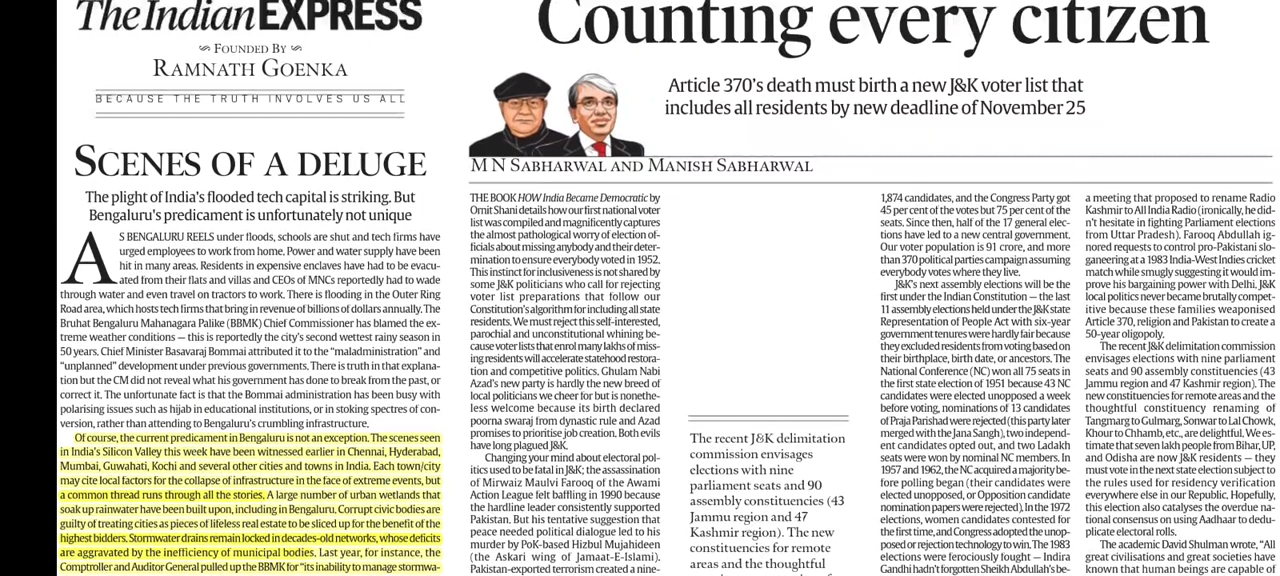 The Indian EXPRESS
FOUNDED BY
RAMNATH GOENKA
BECAUSE THE TRUTH INVOLVES US ALL
SCENES OF A DELUGE
The plight of India's flooded tech capital is striking. But
Bengaluru's predicament is unfortunately not unique
AS BENGALURU REELS under floods, schools are shut and tech firms have
urged employees to work from home. Power and water supply have been
hit in many areas. Residents in expensive enclaves have had to be evacu-
ated from their flats and villas and CEOs of MNCs reportedly had to wade
through water and even travel on tractors to work. There is flooding in the Outer Ring
Road area, which hosts tech firms that bring in revenue of billions of dollars annually. The
Bruhat Bengaluru Mahanagara Palike (BBMK) Chief Commissioner has blamed the ex-
treme weather conditions — this is reportedly the city's second wettest rainy season in
50 years. Chief Minister Basavaraj Bommai attributed it to the "maladministration" and
"unplanned" development under previous governments. There is truth in that explana-
tion but the CM did not reveal what his government has done to break from the past, or
correct it. The unfortunate fact is that the Bommai administration has been busy with
polarising issues such as hijab in educational institutions, or in stoking spectres of con-
version, rather than attending to Bengaluru's crumbling infrastructure.
Of course, the current predicament in Bengaluru is not an exception. The scenes seen
in India's Silicon Valley this week have been witnessed earlier in Chennai, Hyderabad,
Mumbai, Guwahati, Kochi and several other cities and towns in India. Each town/city
may cite local factors for the collapse of infrastructure in the face of extreme events, but
a common thread runs through all the stories. A large number of urban wetlands that
soak up rainwater have been built upon, including in Bengaluru. Corrupt civic bodies are
guilty of treating cities as pieces of lifeless real estate to be sliced up for the benefit of the
highest bidders. Stormwater drains remain locked in decades-old networks, whose deficits
are aggravated by the inefficiency of municipal bodies. Last year, for instance, the
Comptroller and Auditor General pulled up the BBMK for "its inability to manage stormwa-
Counting every citizen
Article 370's death must birth a new J&K voter list that
includes all residents by new deadline of November 25
M N SABHARWAL AND MANISH SABHARWAL
THE BOOK HOW India Became Democratic by
Omit Shani details how our first national voter
list was compiled and magnificently captures
the almost pathological worry of election of-
ficials about missing anybody and their deter-
mination to ensure everybody voted in 1952.
This instinct for inclusiveness is not shared by
some J&K politicians who call for rejecting
voter list preparations that follow our
Constitution's algorithm for including all state
residents. We must reject this self-interested,
parochial and unconstitutional whining be-
cause voter lists that enrol many lakhs of miss-
ing residents will accelerate statehood restora-
tion and competitive politics. Ghulam Nabi
Azad's new party is hardly the new breed of
local politicians we cheer for but is nonethe-
less welcome because its birth declared
poorna swaraj from dynastic rule and Azad
promises to prioritise job creation. Both evils
have long plagued J&K.
Changing your mind about electoral pol-
itics used to be fatal in J&K; the assassination
of Mirwaiz Maulvi Farooq of the Awami
Action League felt baffling in 1990 because
the hardline leader consistently supported
Pakistan. But his tentative suggestion that
peace needed political dialogue led to his
murder by PoK-based Hizbul Mujahideen
(the Askari wing of Jamaat-E-Islami).
Pakistan-exported terrorism created a nine-
The recent J&K delimitation
commission envisages
elections with nine
parliament seats and 90
assembly constituencies (43
Jammu region and 47
Kashmir region). The new
constituencies for remote
areas and the thoughtful
1,874 candidates, and the Congress Party got
45 per cent of the votes but 75 per cent of the
seats. Since then, half of the 17 general elec-
tions have led to a new central government.
Our voter population is 91 crore, and more
than 370 political parties campaign assuming
everybody votes where they live.
J&K's next assembly elections will be the
first under the Indian Constitution — the last
11 assembly elections held under the J&K state
Representation of People Act with six-year
government tenures were hardly fair because
they excluded residents from voting based on
their birthplace, birth date, or ancestors. The
National Conference (NC) won all 75 seats in
the first state election of 1951 because 43 NC
candidates were elected unopposed a week
before voting, nominations of 13 candidates
of Praja Parishad were rejected (this party later
merged with the Jana Sangh), two independ-
ent candidates opted out, and two Ladakh
seats were won by nominal NC members. In
1957 and 1962, the NC acquired a majority be-
fore polling began (their candidates were
elected unopposed, or Opposition candidate
nomination papers were rejected). In the 1972
elections, women candidates contested for
the first time, and Congress adopted the unop-
posed or rejection technology to win. The 1983
elections were ferociously fought — Indira
Gandhi hadn't forgotten Sheikh Abdullah's be-
a meeting that proposed to rename Radio
Kashmir to All India Radio (ironically, he did-
n't hesitate in fighting Parliament elections
from Uttar Pradesh). Farooq Abdullah ig-
nored requests to control pro-Pakistani slo-
ganeering at a 1983 India-West Indies cricket
match while smugly suggesting it would im-
prove his bargaining power with Delhi. J&K
local politics never became brutally compet-
itive because these families weaponised
Article 370, religion and Pakistan to create a
50-year oligopoly.
The recent J&K delimitation commission
envisages elections with nine parliament
seats and 90 assembly constituencies (43
Jammu region and 47 Kashmir region). The
new constituencies for remote areas and the
thoughtful constituency renaming of
Tangmarg to Gulmarg, Sonwar to Lal Chowk,
Khour to Chhamb, etc., are delightful. We es-
timate that seven lakh people from Bihar, UP,
and Odisha are now J&K residents — they
must vote in the next state election subject to
the rules used for residency verification
everywhere else in our Republic. Hopefully,
this election also catalyses the overdue na-
tional consensus on using Aadhaar to dedu-
plicate electoral rolls.
The academic David Shulman wrote, "All
great civilisations and great societies have
known that human beings are capable of